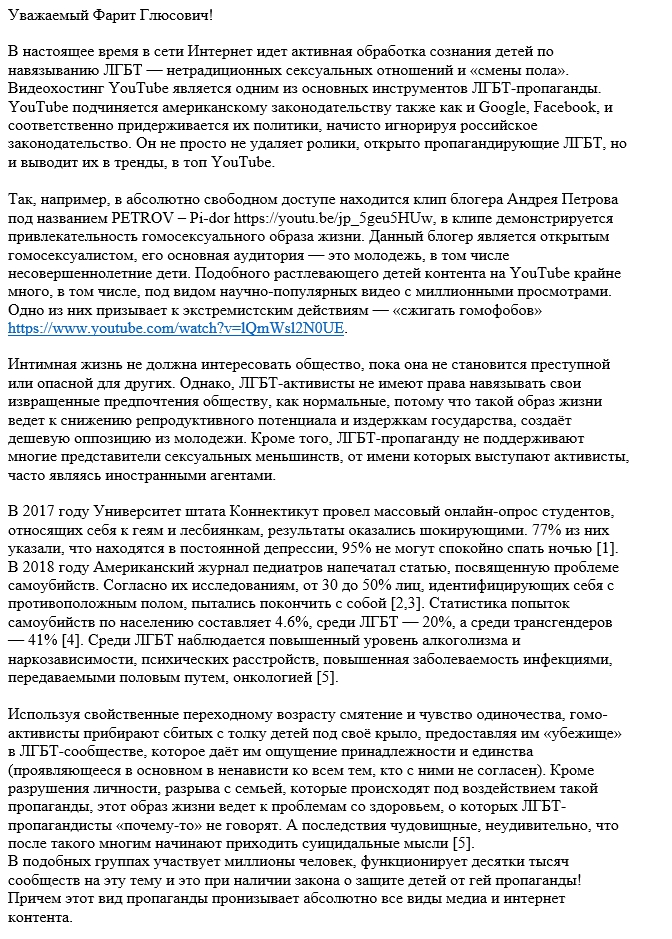 Уважаемый Фарит Глюсович!
В настоящее время в сети Интернет идет активная обработка сознания детей по
навязыванию ЛГБТ — нетрадиционных сексуальных отношений и «смены пола».
Видеохостинг YouTube является одним из основных инструментов ЛГБТ-пропаганды.
YouTube подчиняется американскому законодательству также как и Google, Facebook, и
соответственно придерживается их политики, начисто игнорируя российское
законодательство. Он не просто не удаляет ролики, открыто пропагандирующие ЛГБТ, но
и выводит их в тренды, в топ YouTube.
Так, например, в абсолютно свободном доступе находится клип блогера Андрея Петрова
под названием PETROV – Pi-dor https://youtu.be/jp_5geu5HUw, в клипе демонстрируется
привлекательность гомосексуального образа жизни. Данный блогер является открытым
гомосексуалистом, его основная аудитория — это молодежь, в том числе
несовершеннолетние дети. Подобного растлевающего детей контента на YouTube крайне
много, в том числе, под видом научно-популярных видео с миллионными просмотрами.
Одно из них призывает к экстремистским действиям — «сжигать гомофобов»
https://www.youtube.com/watch?v=lQmWsl2N0UE.
Интимная жизнь не должна интересовать общество, пока она не становится преступной
или опасной для других. Однако, ЛГБТ-активисты не имеют права навязывать свои
извращенные предпочтения обществу, как нормальные, потому что такой образ жизни
ведет к снижению репродуктивного потенциала и издержкам государства, создаёт
дешевую оппозицию из молодежи. Кроме того, ЛГБТ-пропаганду не поддерживают
многие представители сексуальных меньшинств, от имени которых выступают активисты,
часто являясь иностранными агентами.
В 2017 году Университет штата Коннектикут провел массовый онлайн-опрос студентов,
относящих себя к геям и лесбиянкам, результаты оказались шокирующими. 77% из них
указали, что находятся в постоянной депрессии, 95% не могут спокойно спать ночью [1].
В 2018 году Американский журнал педиатров напечатал статью, посвященную проблеме
самоубийств. Согласно их исследованиям, от 30 до 50% лиц, идентифицирующих себя с
противоположным полом, пытались покончить с собой [2,3]. Статистика попыток
самоубийств по населению составляет 4.6%, среди ЛГБТ — 20%, а среди трансгендеров
— 41% [4]. Среди ЛГБТ наблюдается повышенный уровень алкоголизма и
наркозависимости, психических расстройств, повышенная заболеваемость инфекциями,
передаваемыми половым путем, онкологией [5].
Используя свойственные переходному возрасту смятение и чувство одиночества, гомо-
активисты прибирают сбитых с толку детей под своё крыло, предоставляя им «убежище»
в ЛГБТ-сообществе, которое даёт им ощущение принадлежности и единства
(проявляющееся в основном в ненависти ко всем тем, кто с ними не согласен). Кроме
разрушения личности, разрыва с семьей, которые происходят под воздействием такой
пропаганды, этот образ жизни ведет к проблемам со здоровьем, о которых ЛГБТ-
пропагандисты «почему-то» не говорят. А последствия чудовищные, неудивительно, что
после такого многим начинают приходить суицидальные мысли [5].
В подобных группах участвует миллионы человек, функционирует десятки тысяч
сообществ на эту тему и это при наличии закона о защите детей от гей пропаганды!
Причем этот вид пропаганды пронизывает абсолютно все виды медиа и интернет
контента.